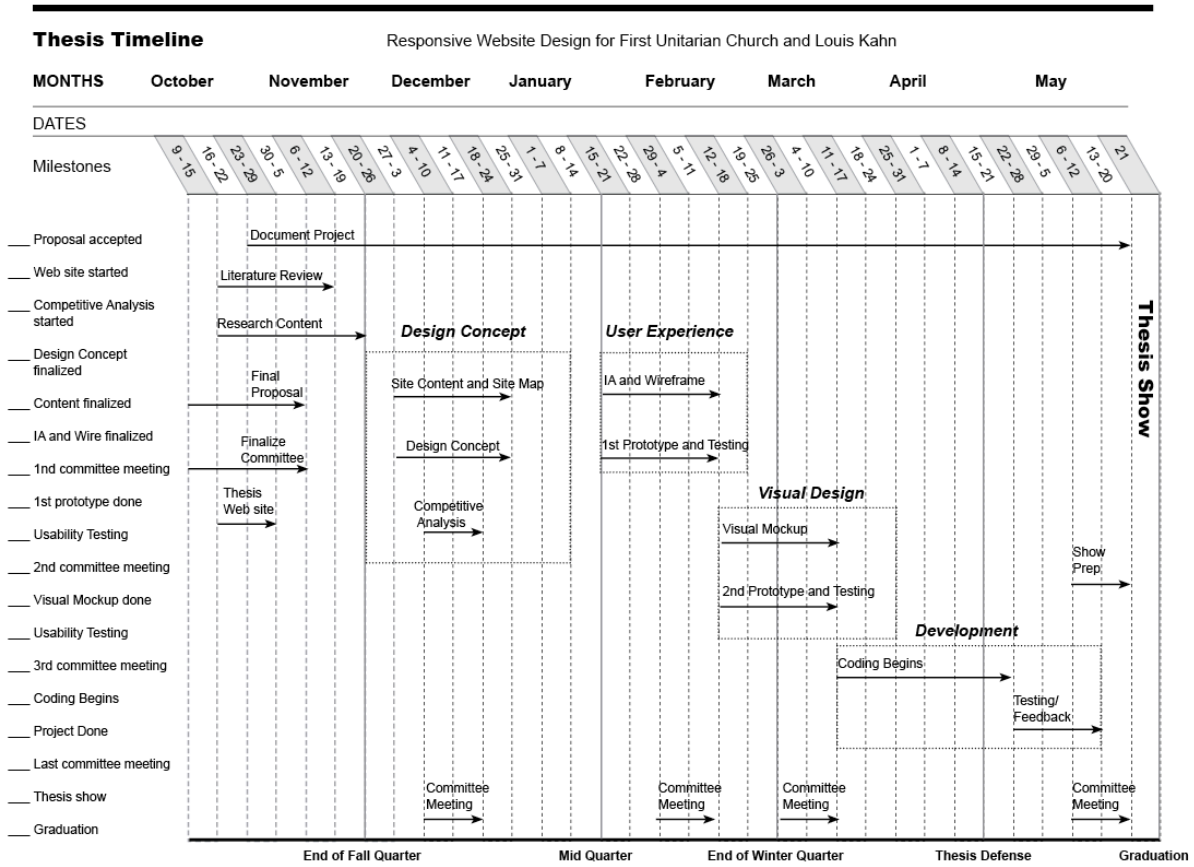 Thesis Timeline
Responsive Website Design for First Unitarian Church and Louis Kahn
MONTHS October November December January February March April May
DATES
Milestones
9 - 15
16 - 22
23 - 29
30 - 5
6 - 12
13 - 19
20 - 26
27 - 3
4 - 10
11 - 17
18 - 24
25 - 31
1 - 7
8 - 14
15 - 21
22 - 28
29 - 4
5 - 11
12 - 18
19 - 25
26 - 3
4 - 10
11 - 17
18 - 24
25 - 31
1 - 7
8 - 14
15 - 21
22 - 28
29 - 5
6 - 12
13 - 20
21
___ Proposal accepted
___ Web site started
___ Competitive Analysis
started
___ Design Concept
finalized
___ Content finalized
___ IA and Wire finalized
___ 1nd committee meeting
___ 1st prototype done
___ Usability Testing
___ 2nd committee meeting
___ Visual Mockup done
___ Usability Testing
___ 3rd committee meeting
___ Coding Begins
___ Project Done
___ Last committee meeting
___ Thesis show
___ Graduation
Document Project
Literature Review
Research Content
Final
Proposal
Finalize
Committee
Thesis
Web site
Design Concept
Site Content and Site Map
Design Concept
Competitive
Analysis
User Experience
IA and Wireframe
1st Prototype and Testing
Visual Design
Visual Mockup
2nd Prototype and Testing
Development
Coding Begins
Testing/
Feedback
Show
Prep
Thesis Show
Committee
Meeting
Committee
Meeting
Committee
Meeting
Committee
Meeting
End of Fall Quarter
Mid Quarter
End of Winter Quarter
Thesis Defense
Graduation